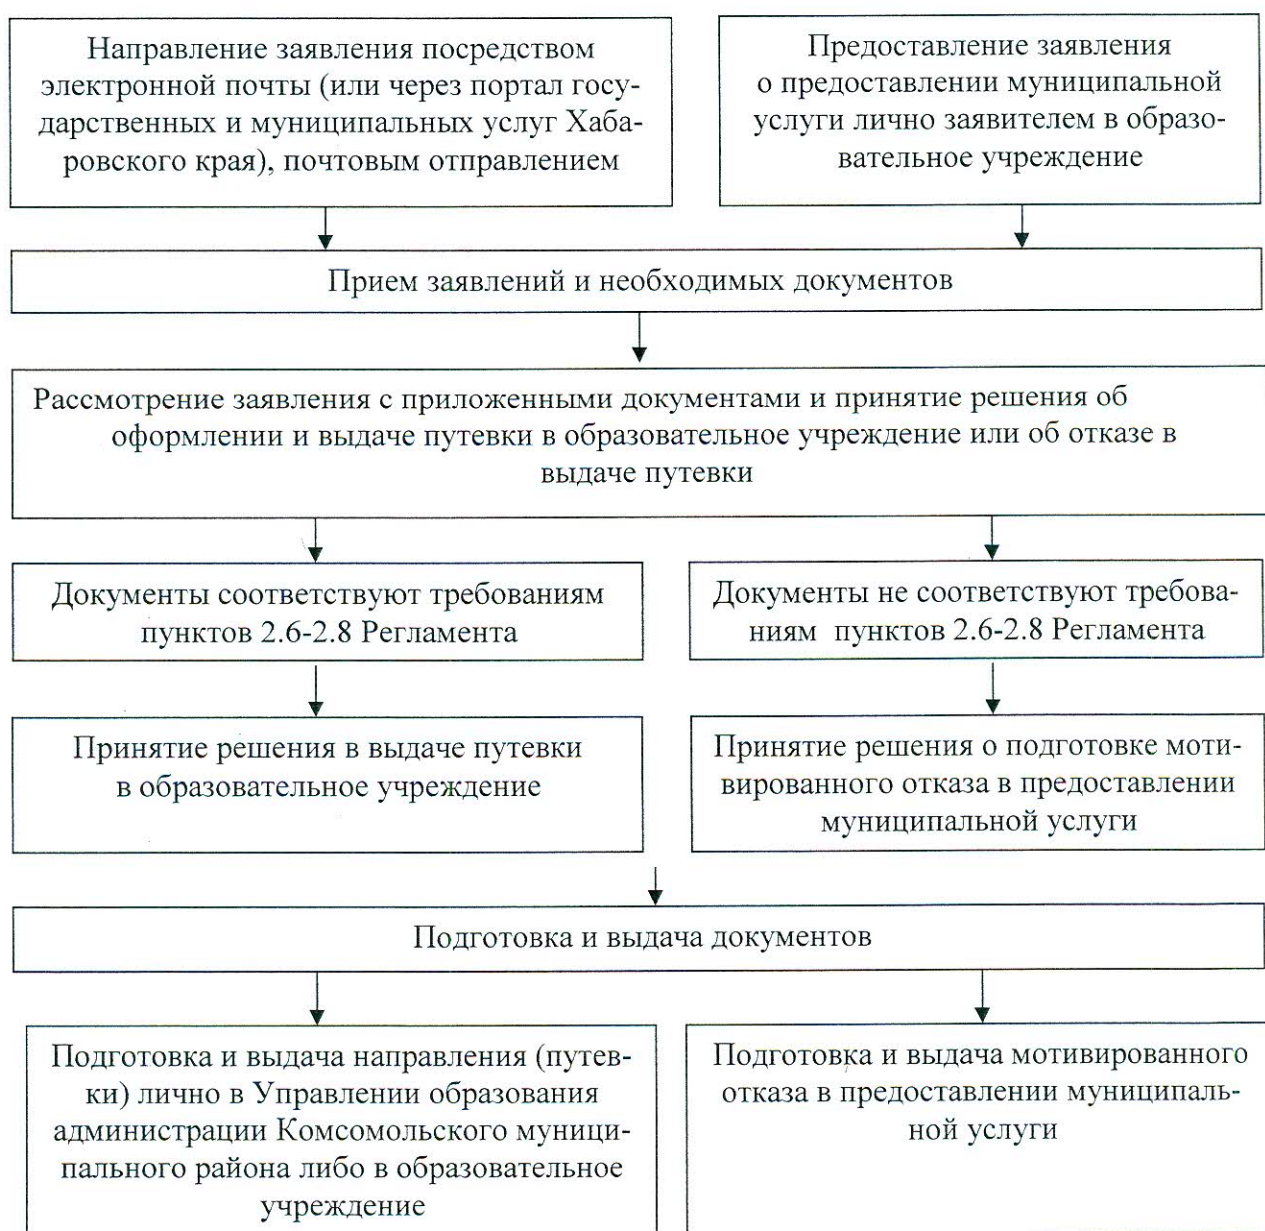 Направление заявления посредством
электронной почты (или через портал госу-
дарственных и муниципальных услуг Хаба-
ровского края), почтовым отправлением
Предоставление заявления
о предоставлении муниципальной
услуги лично заявителем в образо-
вательное учреждение
Прием заявлений и необходимых документов
Рассмотрение заявления с приложенными документами и принятие решения об
оформлении и выдаче путевки в образовательное учреждение или об отказе в
выдаче путевки
Документы соответствуют требованиям
пунктов 2.6-2.8 Регламента
Документы не соответствуют требова-
ниям пунктов 2.6-2.8 Регламента
Принятие решения в выдаче путевки
в образовательное учреждение
Принятие решения о подготовке моти-
вированного отказа в предоставлении
муниципальной услуги
Подготовка и выдача документов
Подготовка и выдача направления (путев-
ки) лично в Управлении образования
администрации Комсомольского муници-
пального района либо в образовательное
учреждение
Подготовка и выдача мотивированного
отказа в предоставлении муниципаль-
ной услуги